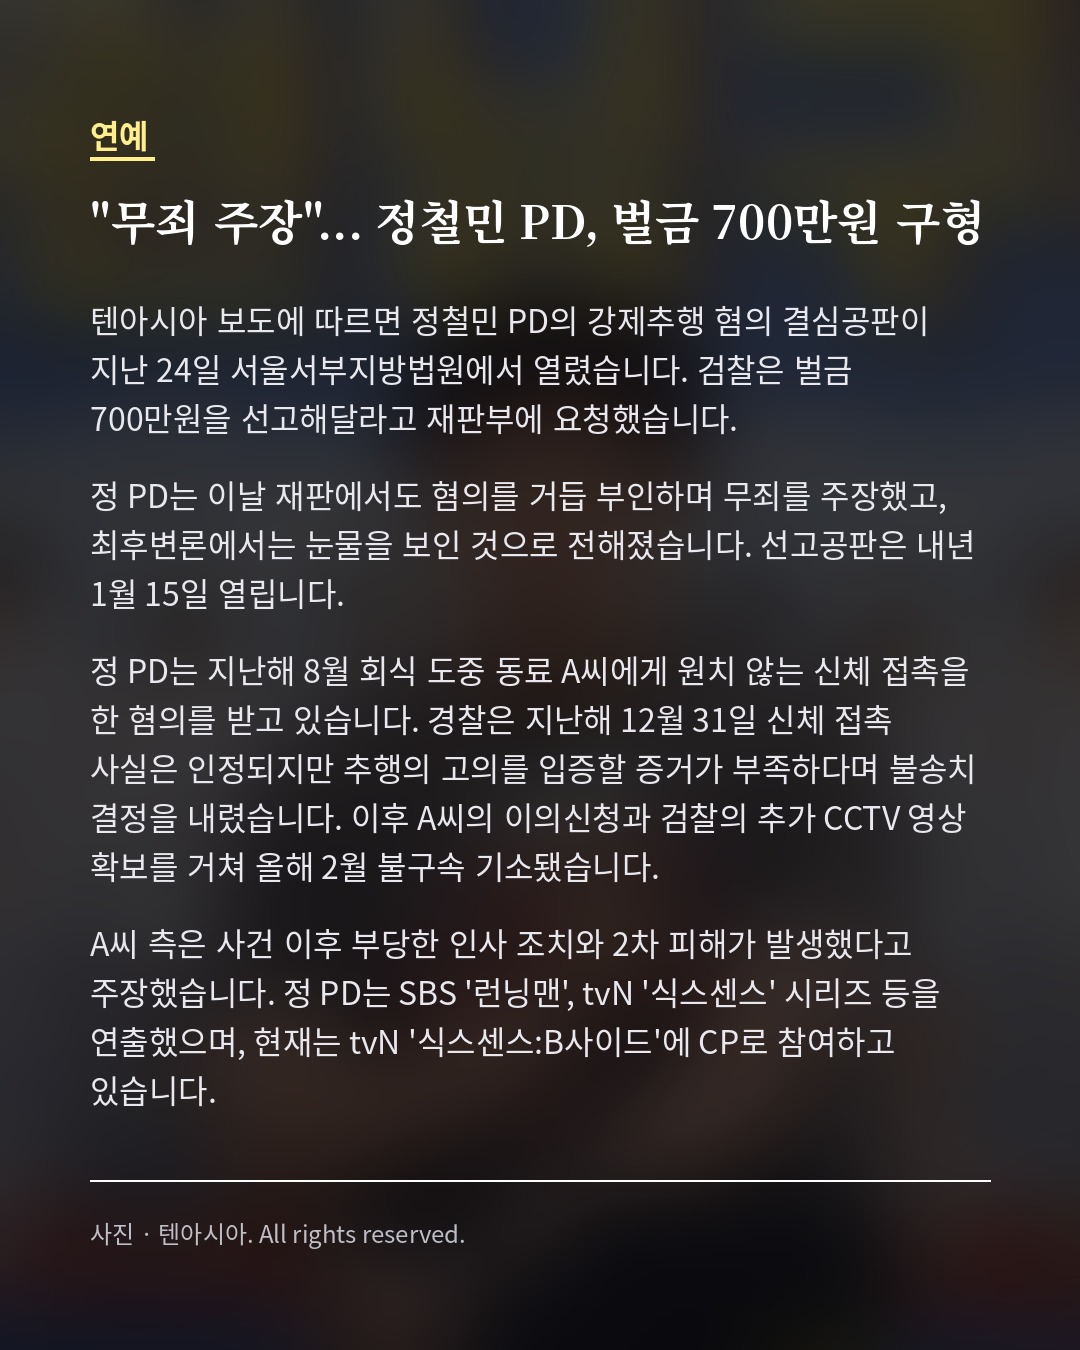 연예
"무죄 주장"... 정철민 PD, 벌금 700만원 구형
텐아시아 보도에 따르면 정철민 PD의 강제추행 혐의 결심공판이
지난 24일 서울서부지방법원에서 열렸습니다. 검찰은 벌금
700만원을 선고해달라고 재판부에 요청했습니다.
정 PD는 이날 재판에서도 혐의를 거듭 부인하며 무죄를 주장했고,
최후변론에서는 눈물을 보인 것으로 전해졌습니다. 선고공판은 내년
1월 15일 열립니다.
정 PD는 지난해 8월 회식 도중 동료 A씨에게 원치 않는 신체 접촉을
한 혐의를 받고 있습니다. 경찰은 지난해 12월 31일 신체 접촉
사실은 인정되지만 추행의 고의를 입증할 증거가 부족하다며 불송치
결정을 내렸습니다. 이후 A씨의 이의신청과 검찰의 추가 CCTV 영상
확보를 거쳐 올해 2월 불구속 기소됐습니다.
A씨 측은 사건 이후 부당한 인사 조치와 2차 피해가 발생했다고
주장했습니다. 정 PD는 SBS '런닝맨', tvN '식스센스' 시리즈 등을
연출했으며, 현재는 tvN '식스센스:B사이드'에 CP로 참여하고
있습니다.
사진 · 텐아시아. All rights reserved.